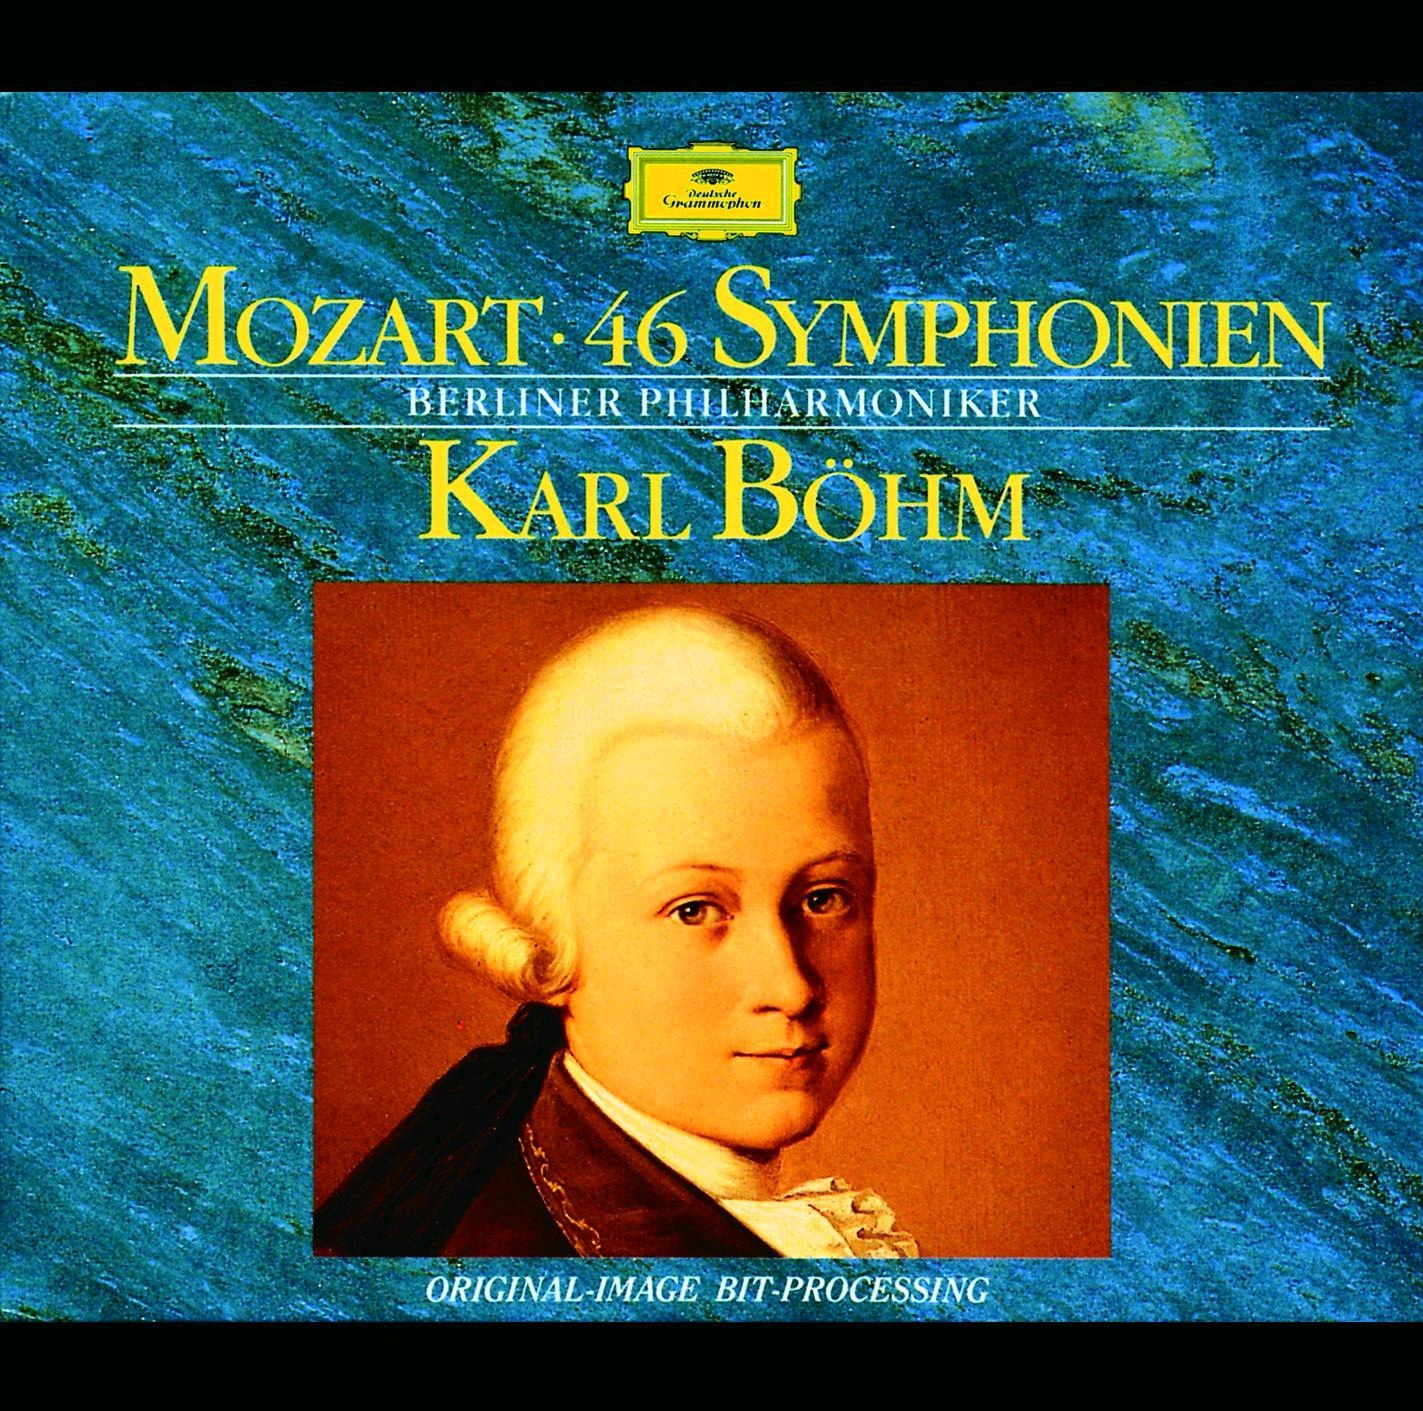 Deutsche
Grammophon
MOZART · 46 SYMPHONIEN
BERLINER PHILHARMONIKER
KARL BÖHM
ORIGINAL-IMAGE BIT-PROCESSING